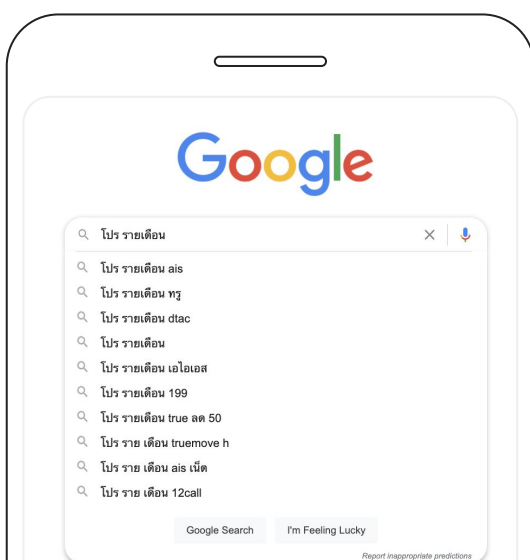 Google
โปร รายเดือน
โปร รายเดือน ais
โปร รายเดือน ทรู
โปร รายเดือน dtac
โปร รายเดือน
โปร รายเดือน เอไอเอส
โปร รายเดือน 199
โปร รายเดือน true ลด 50
โปร ราย เดือน truemove h
โปร ราย เดือน ais เน็ต
โปร ราย เดือน 12call
Google Search I'm Feeling Lucky
Report inappropriate predictions